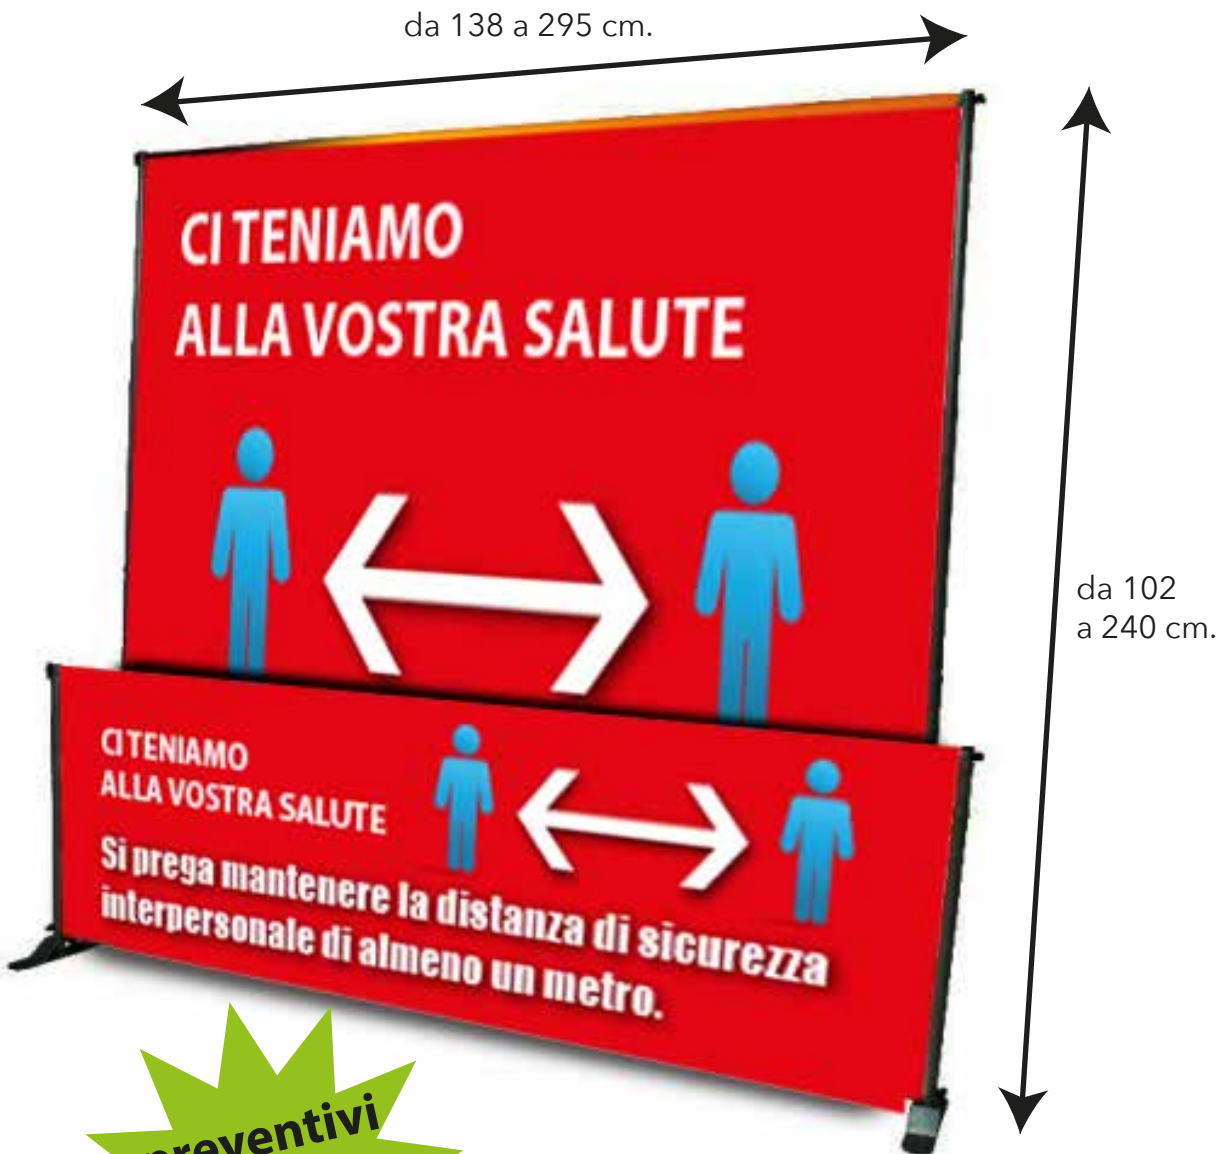 da 138 a 295 cm.
CI TENIAMO
ALLA VOSTRA SALUTE
da 102
a 240 cm.
CI TENIAMO
ALLA VOSTRA SALUTE
Si prega mantenere la distanza di sicurezza
interpersonale di almeno un metro.
preventivi